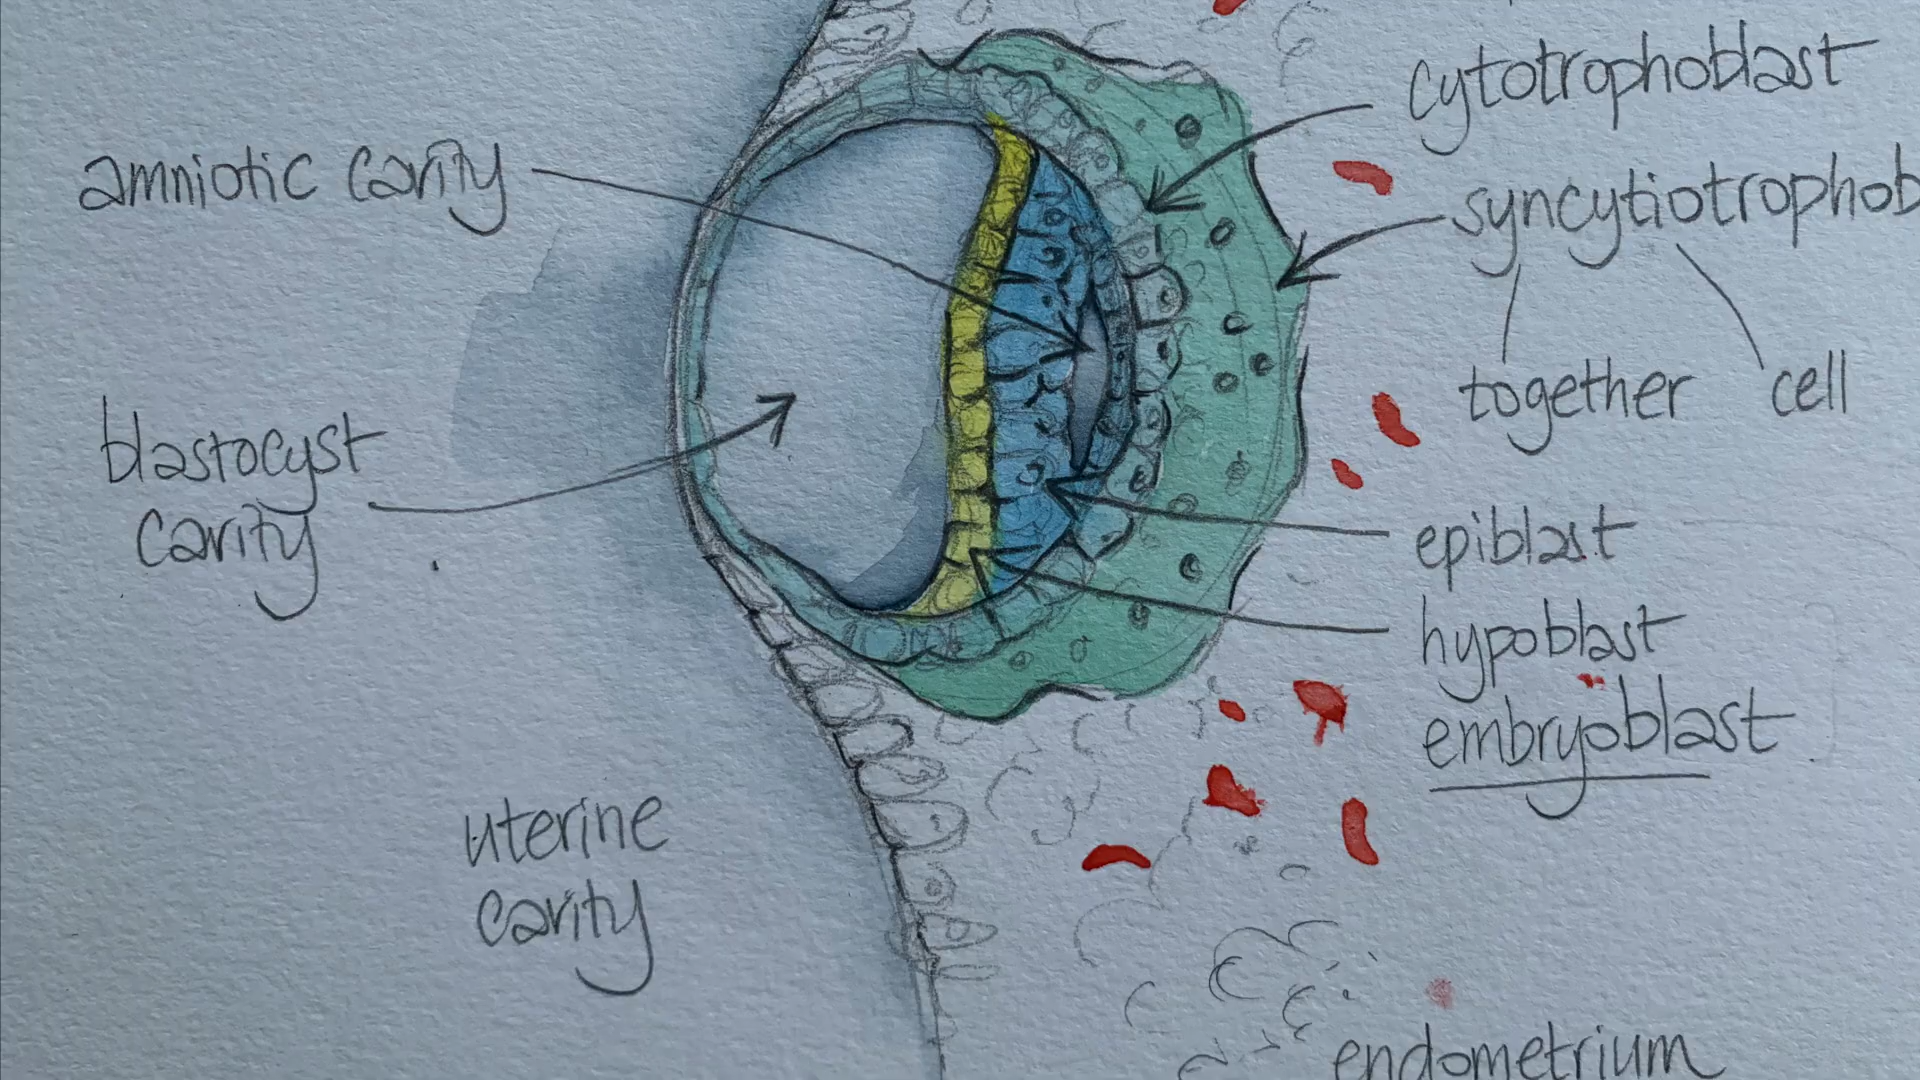 cytotrophoblast
amniotic cavity
syncytiotrophob
together cell
blastocyst
cavity
epiblast
hypoblast
embryoblast
uterine
cavity
endometrium